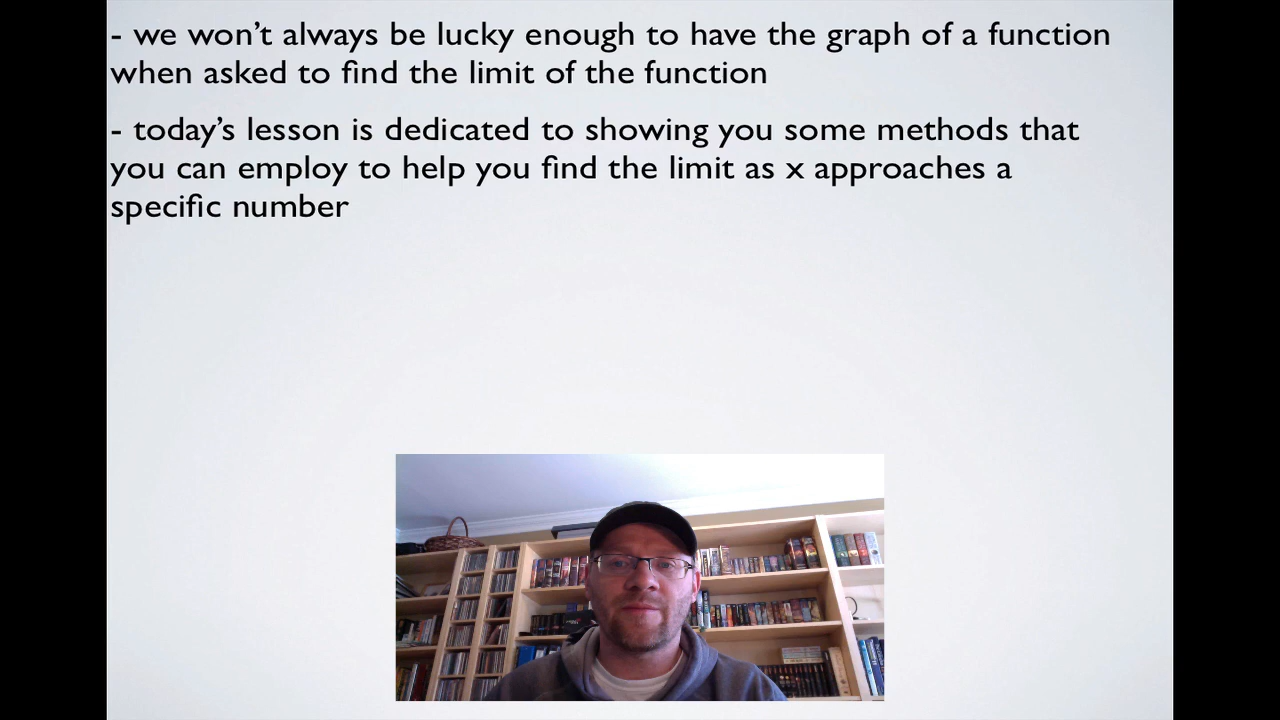 - we won’t always be lucky enough to have the graph of a function
when asked to find the limit of the function
- today’s lesson is dedicated to showing you some methods that
you can employ to help you find the limit as x approaches a
specific number